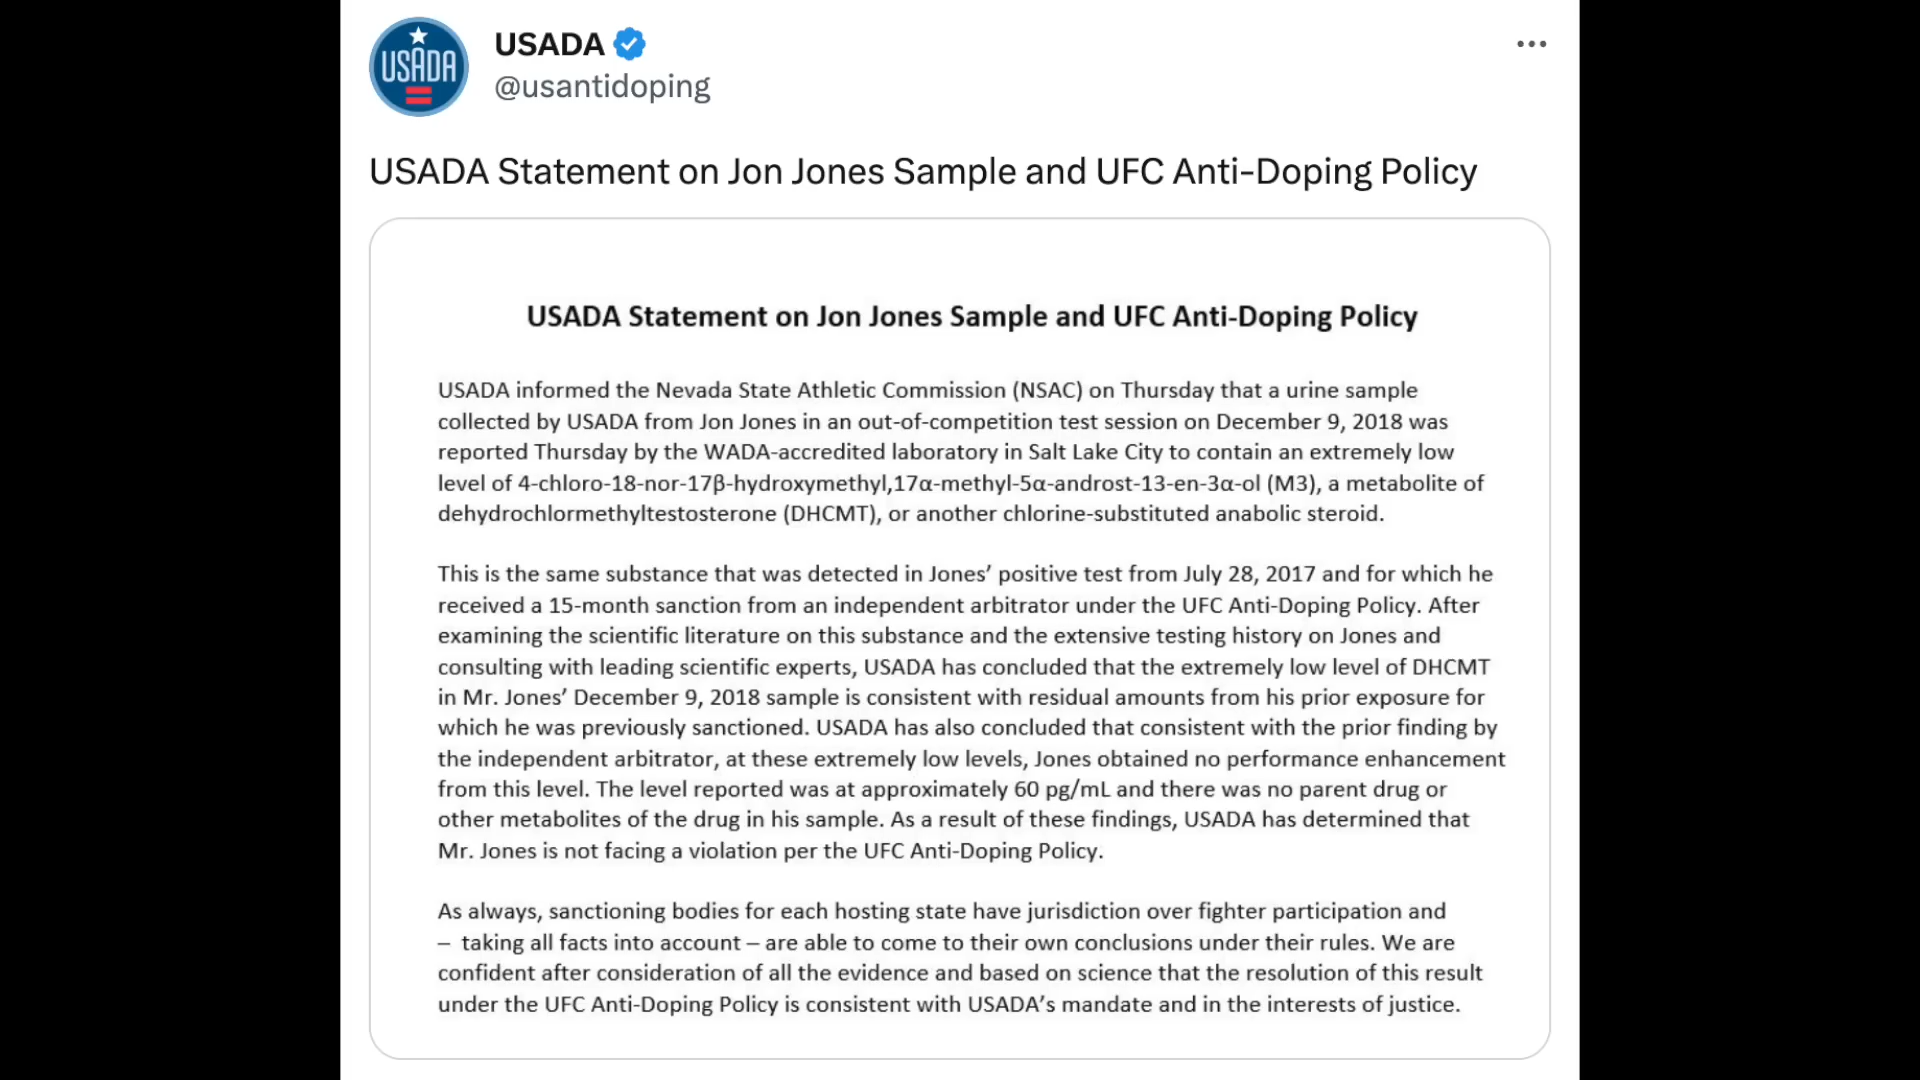 USADA
USADA
@usantidoping
USADA Statement on Jon Jones Sample and UFC Anti-Doping Policy
USADA Statement on Jon Jones Sample and UFC Anti-Doping Policy
USADA informed the Nevada State Athletic Commission (NSAC) on Thursday that a urine sample
collected by USADA from Jon Jones in an out-of-competition test session on December 9, 2018 was
reported Thursday by the WADA-accredited laboratory in Salt Lake City to contain an extremely low
level of 4-chloro-18-nor-17β-hydroxymethyl,17α-methyl-5α-androst-13-en-3α-ol (M3), a metabolite of
dehydrochlormethyltestosterone (DHCMT), or another chlorine-substituted anabolic steroid.
This is the same substance that was detected in Jones’ positive test from July 28, 2017 and for which he
received a 15-month sanction from an independent arbitrator under the UFC Anti-Doping Policy. After
examining the scientific literature on this substance and the extensive testing history on Jones and
consulting with leading scientific experts, USADA has concluded that the extremely low level of DHCMT
in Mr. Jones’ December 9, 2018 sample is consistent with residual amounts from his prior exposure for
which he was previously sanctioned. USADA has also concluded that consistent with the prior finding by
the independent arbitrator, at these extremely low levels, Jones obtained no performance enhancement
from this level. The level reported was at approximately 60 pg/mL and there was no parent drug or
other metabolites of the drug in his sample. As a result of these findings, USADA has determined that
Mr. Jones is not facing a violation per the UFC Anti-Doping Policy.
As always, sanctioning bodies for each hosting state have jurisdiction over fighter participation and
– taking all facts into account – are able to come to their own conclusions under their rules. We are
confident after consideration of all the evidence and based on science that the resolution of this result
under the UFC Anti-Doping Policy is consistent with USADA’s mandate and in the interests of justice.